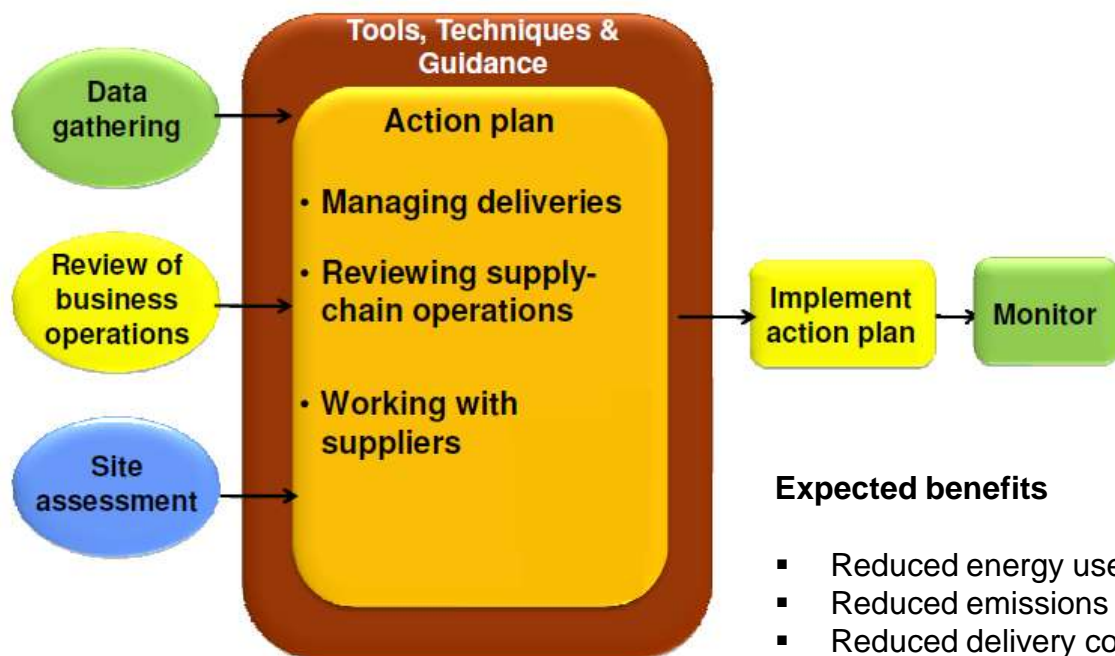 Tools, Techniques &
Guidance
Data
gathering
Review of
business
operations
Site
assessment
Action plan
• Managing deliveries
• Reviewing supply-
chain operations
• Working with
suppliers
Implement
action plan
Monitor
Expected benefits
▪ Reduced energy use
▪ Reduced emissions
▪ Reduced delivery